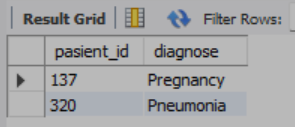 Result Grid Filter Rows:
pasient_id diagnose
137 Pregnancy
320 Pneumonia